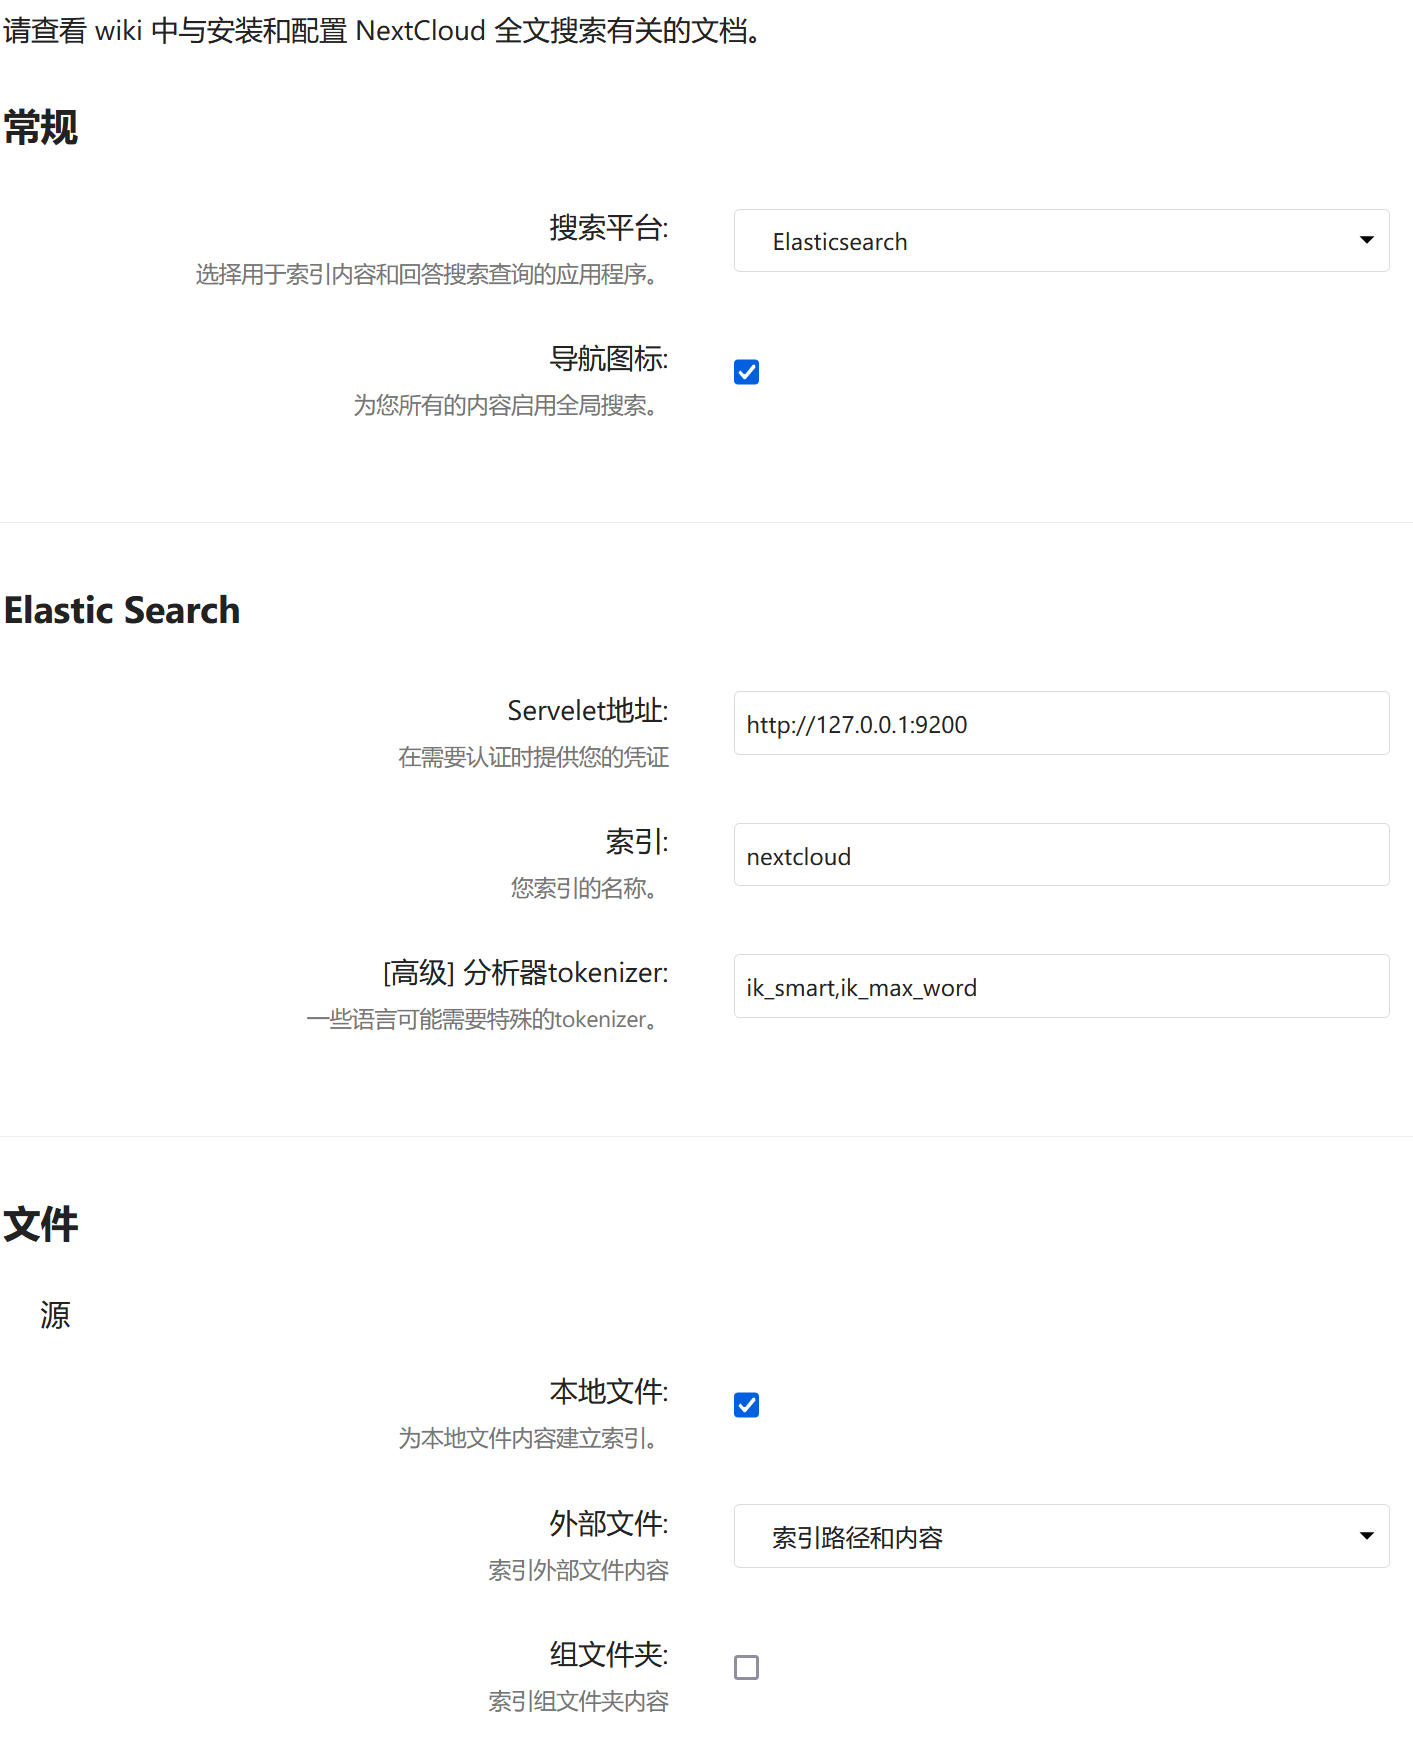 请查看 wiki 中与安装和配置 NextCloud 全文搜索有关的文档。
常规
搜索平台:
Elasticsearch
选择用于索引内容和回答搜索查询的应用程序。
导航图标:
为您所有的内容启用全局搜索。
Elastic Search
Servelet地址:
http://127.0.0.1:9200
在需要认证时提供您的凭证
索引:
nextcloud
您索引的名称。
[高级] 分析器tokenizer:
ik_smart,ik_max_word
一些语言可能需要特殊的tokenizer。
文件
源
本地文件:
为本地文件内容建立索引。
外部文件:
索引路径和内容
索引外部文件内容
组文件夹:
索引组文件夹内容